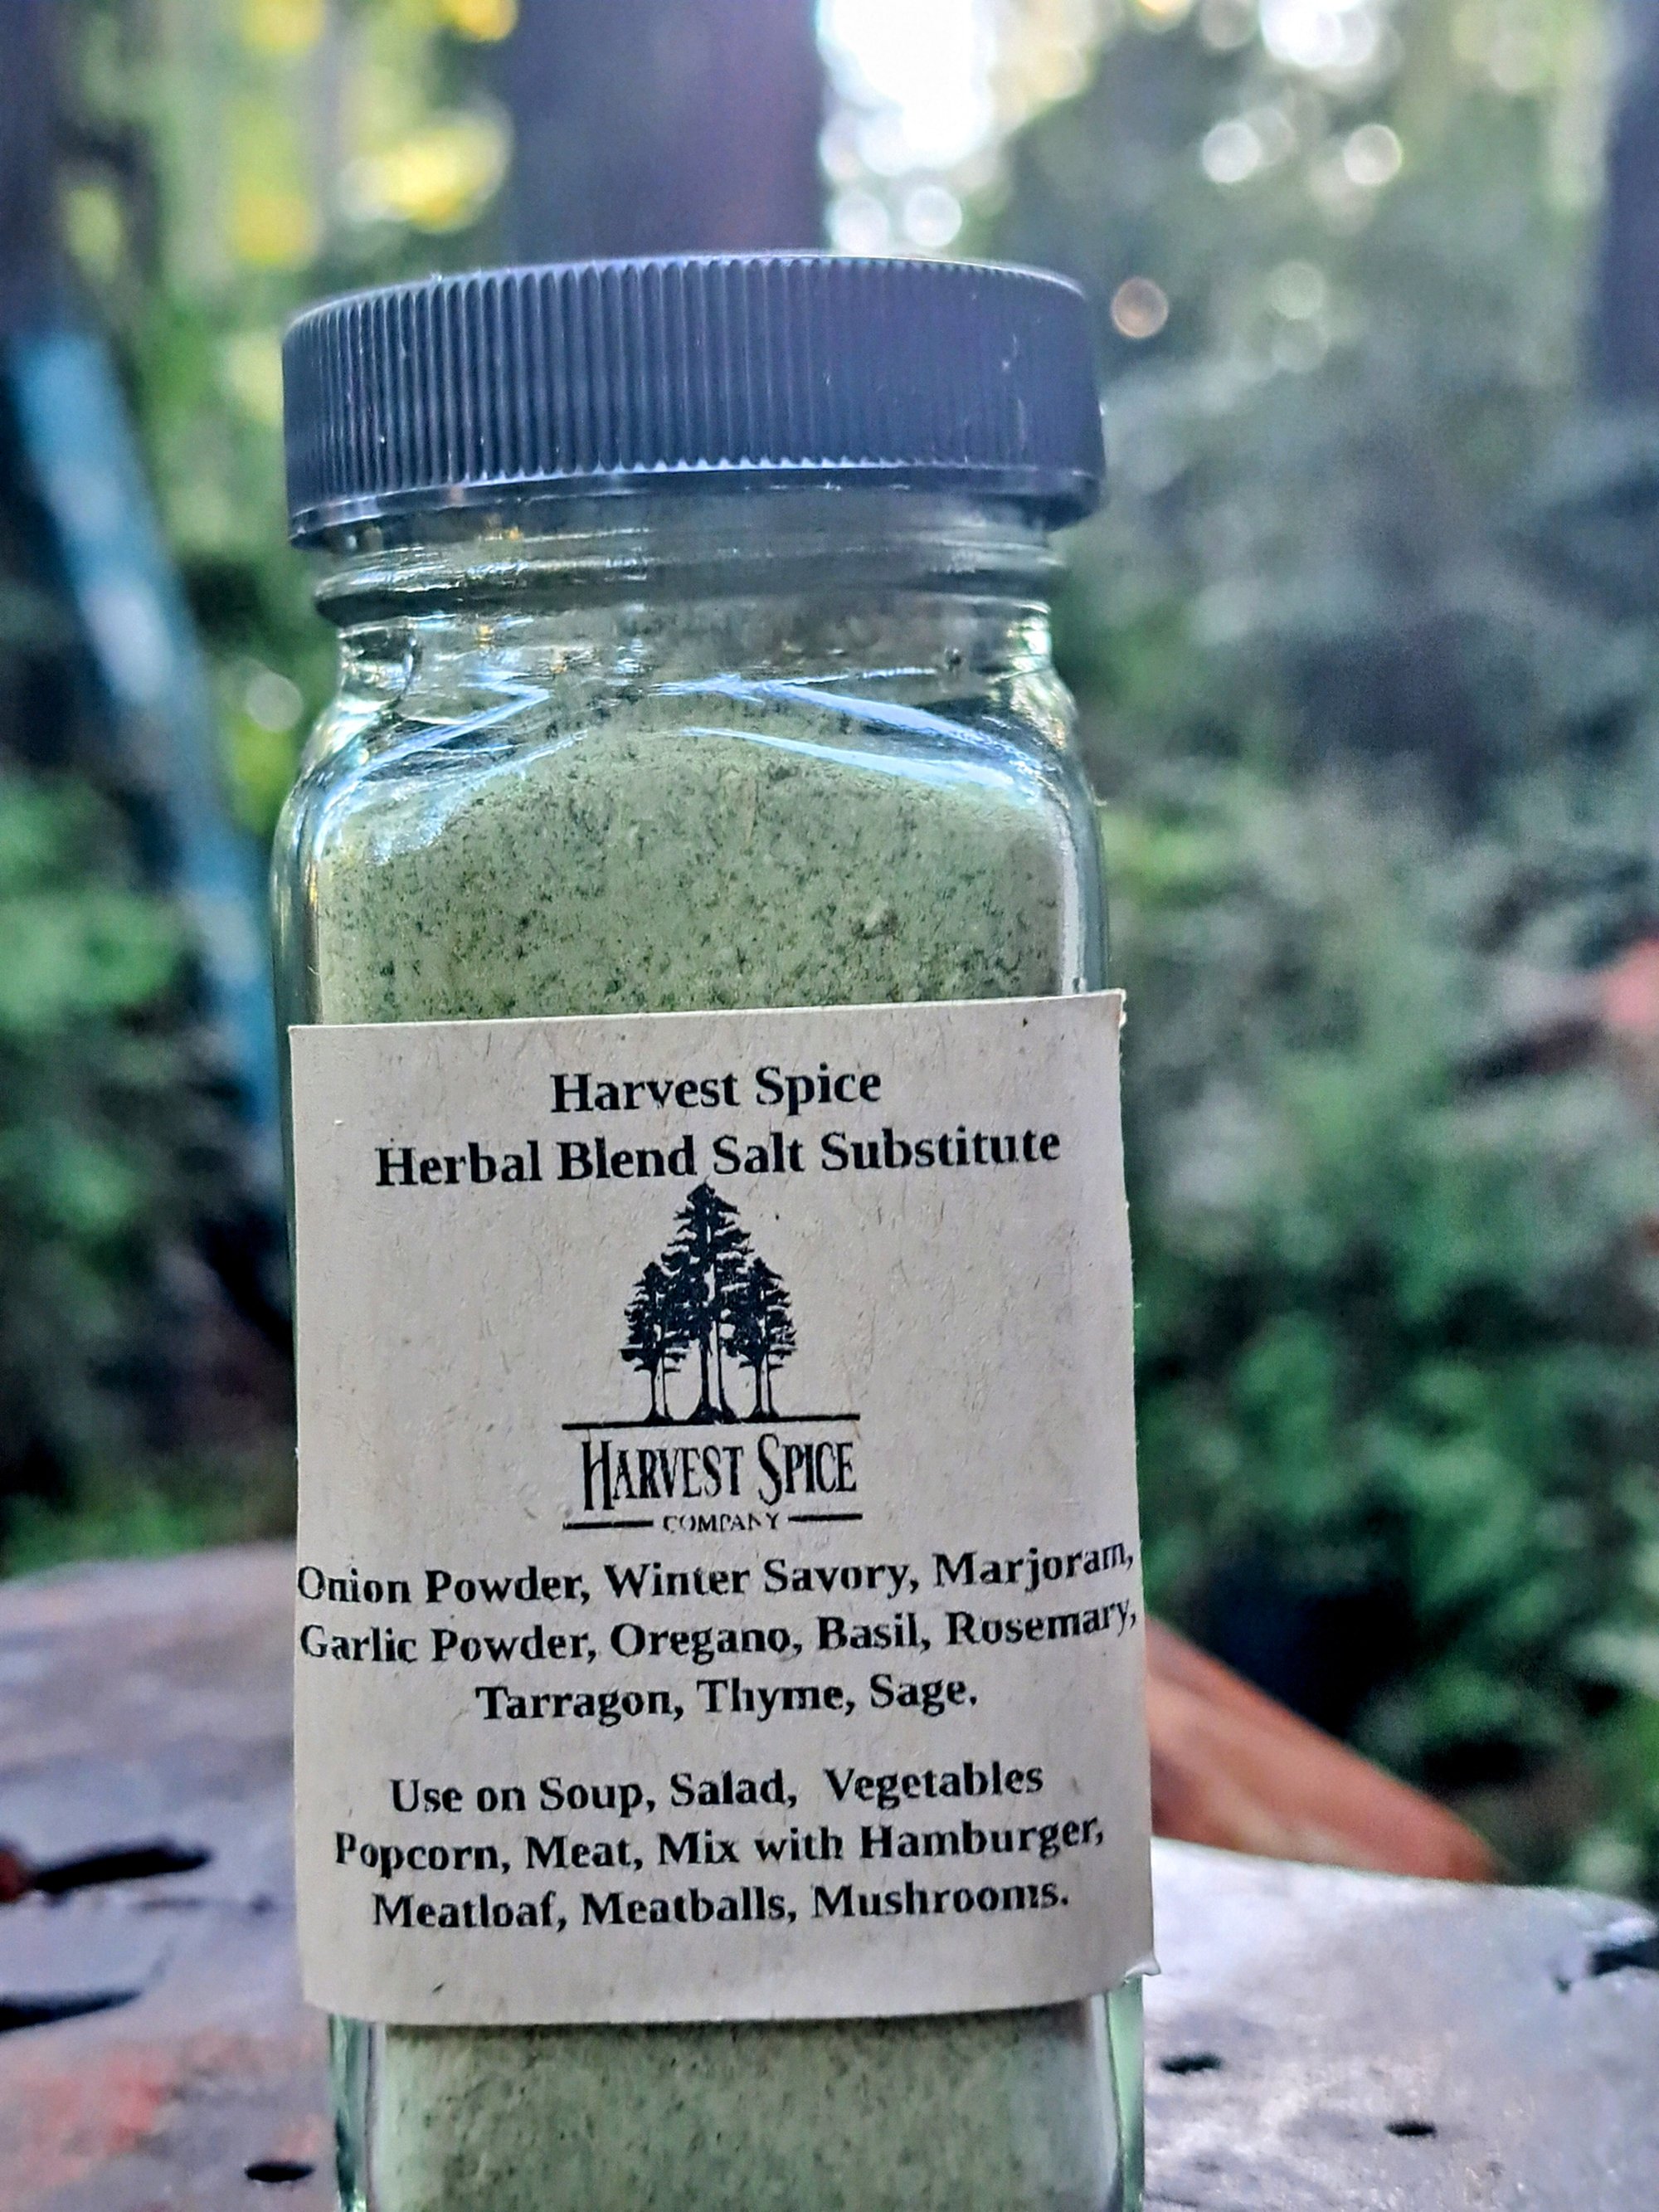 Harvest Spice
Herbal Blend Salt Substitute
HARVEST SPICE
COMPANY
Onion Powder, Winter Savory, Marjoram,
Garlic Powder, Oregano, Basil, Rosemary,
Tarragon, Thyme, Sage.
Use on Soup, Salad, Vegetables
Popcorn, Meat, Mix with Hamburger,
Meatloaf, Meatballs, Mushrooms.